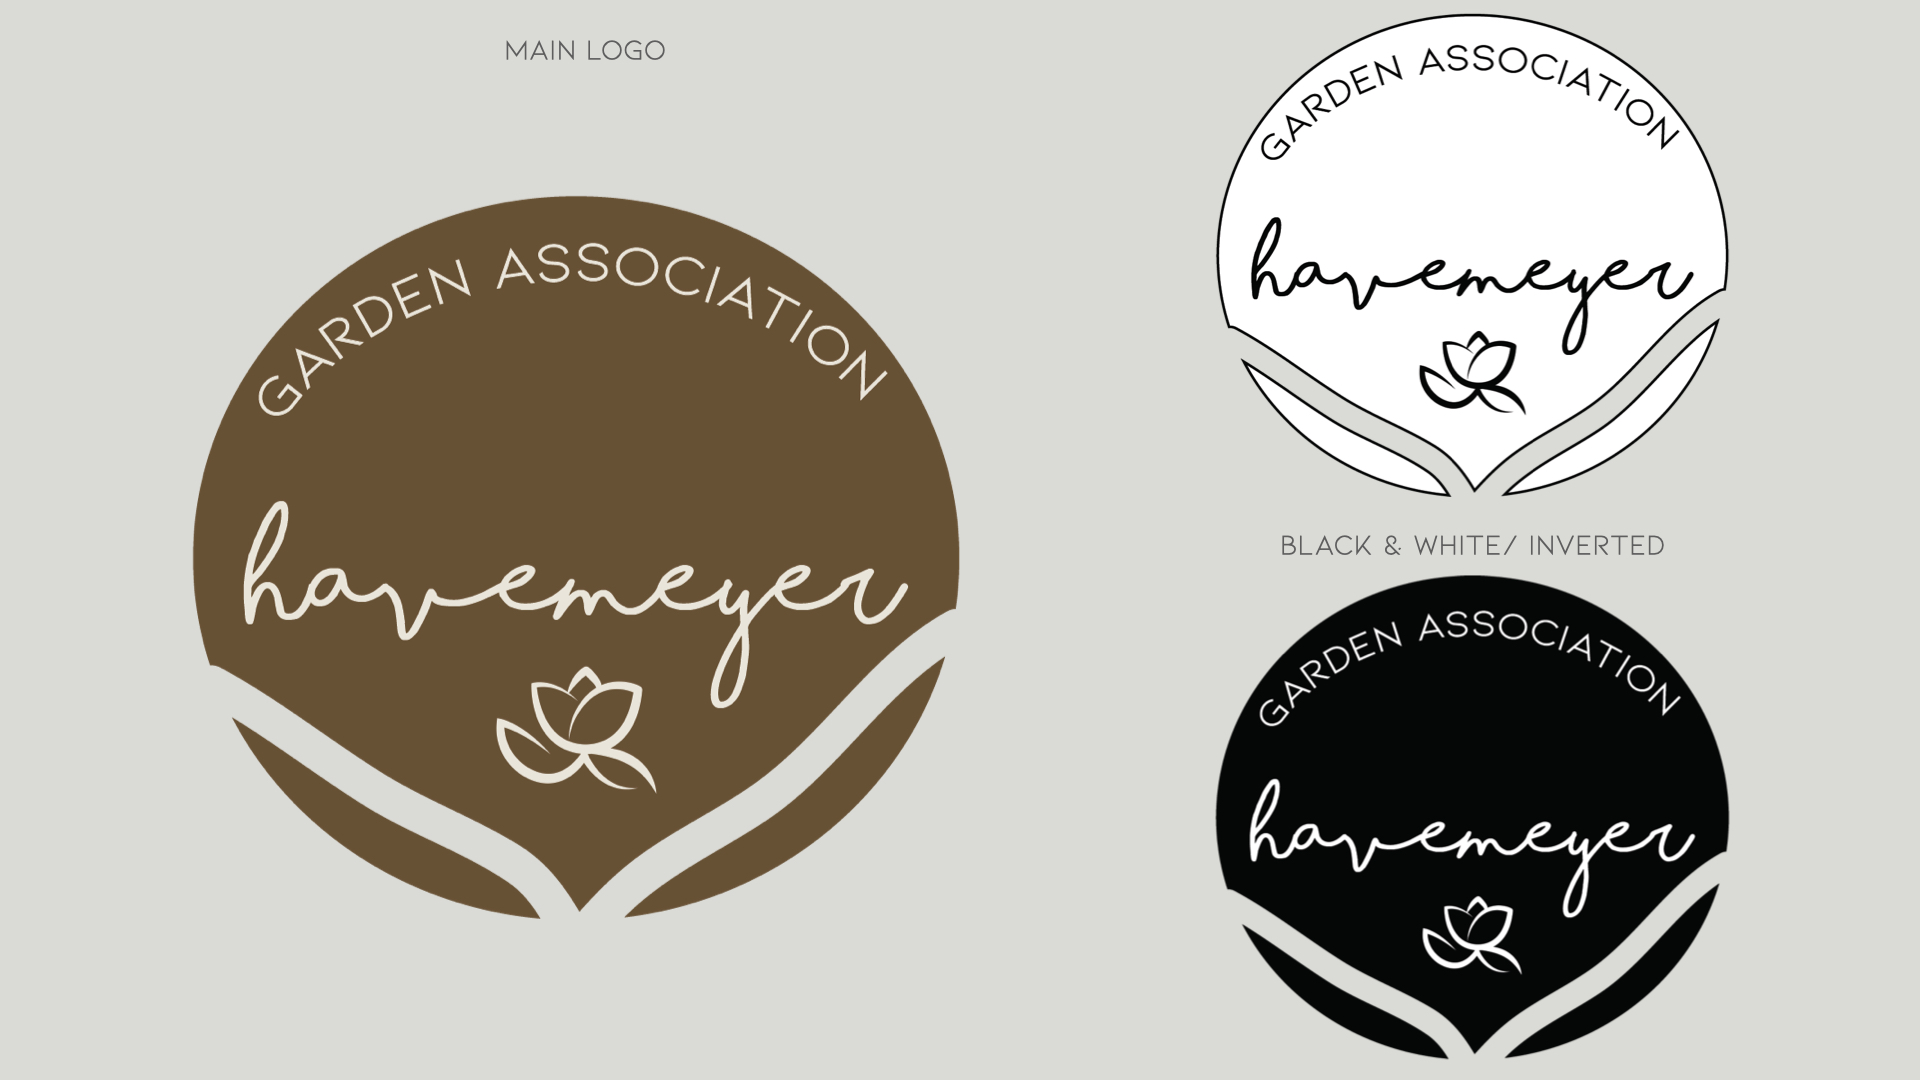 MAIN LOGO
GARDEN ASSOCIATION
havemeyer
GARDEN ASSOCIATION
havemeyer
BLACK & WHITE/ INVERTED
GARDEN ASSOCIATION
havemeyer